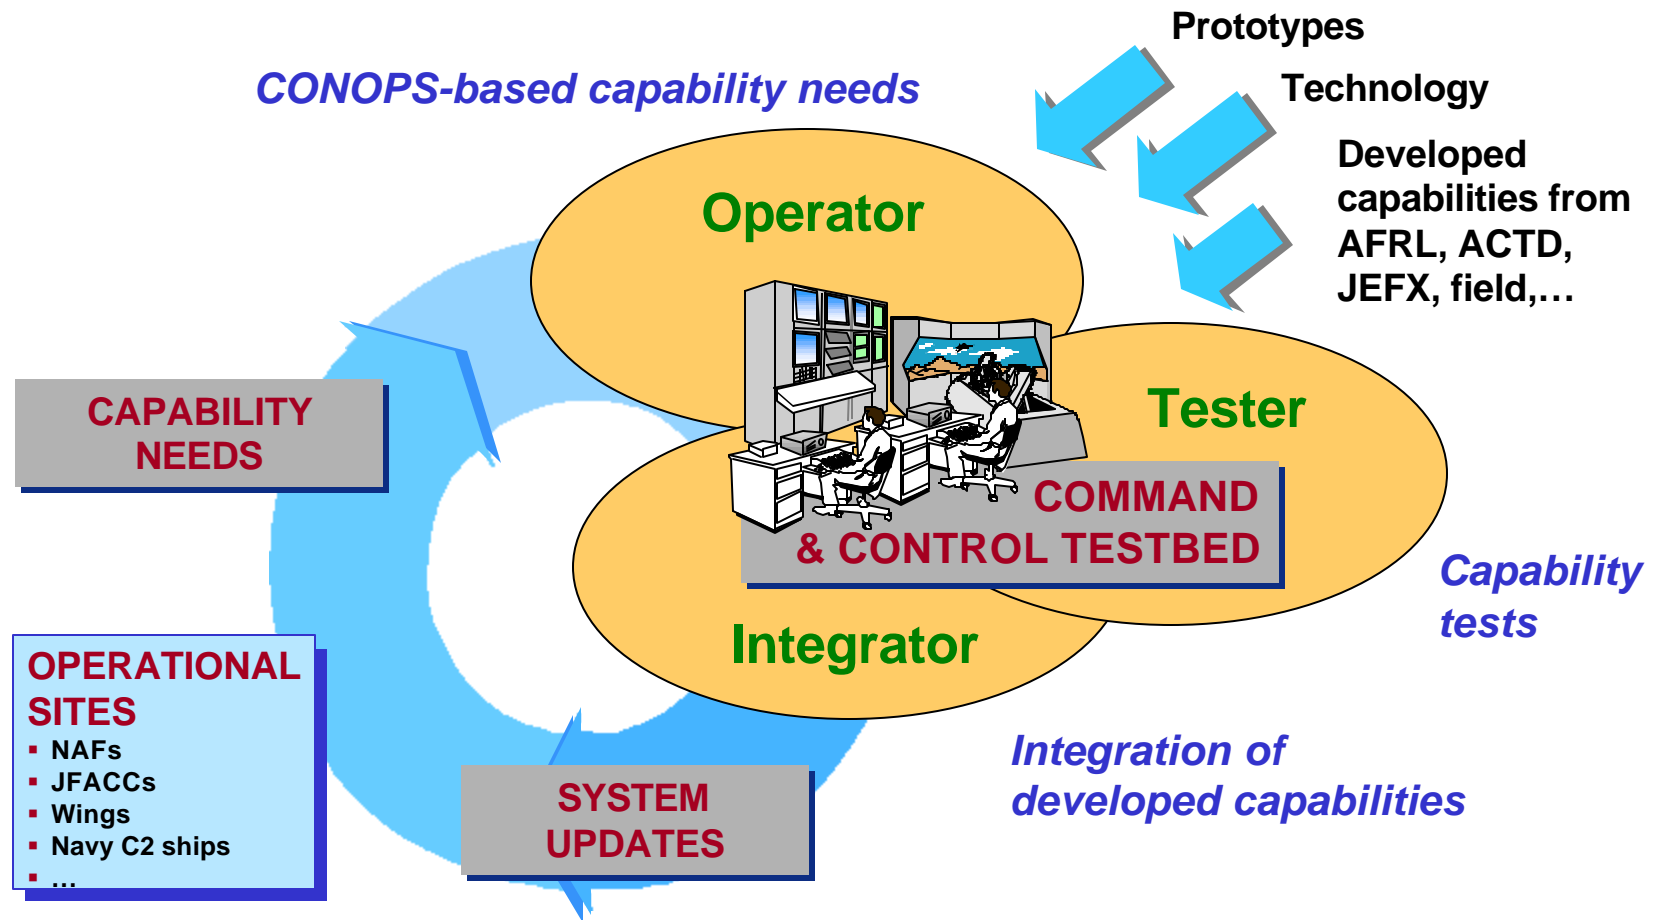 Prototypes
CONOPS-based capability needs
Technology
Developed
capabilities from
AFRL, ACTD,
JEFX, field,…
Operator
Tester
CAPABILITY
NEEDS
COMMAND
& CONTROL TESTBED
Capability
tests
Integrator
OPERATIONAL
SITES
▪ NAFs
▪ JFACCs
▪ Wings
▪ Navy C2 ships
▪ …
Integration of
developed capabilities
SYSTEM
UPDATES